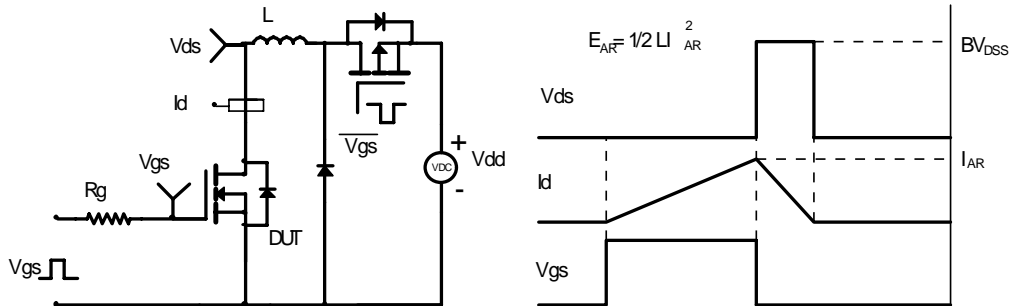 L
Vds
Id
Vgs
Rg
DUT
Vgs
Vgs
VDC
+
Vdd
-
E_AR= 1/2 LI²_AR
BV_DSS
Vds
I_AR
Id
Vgs